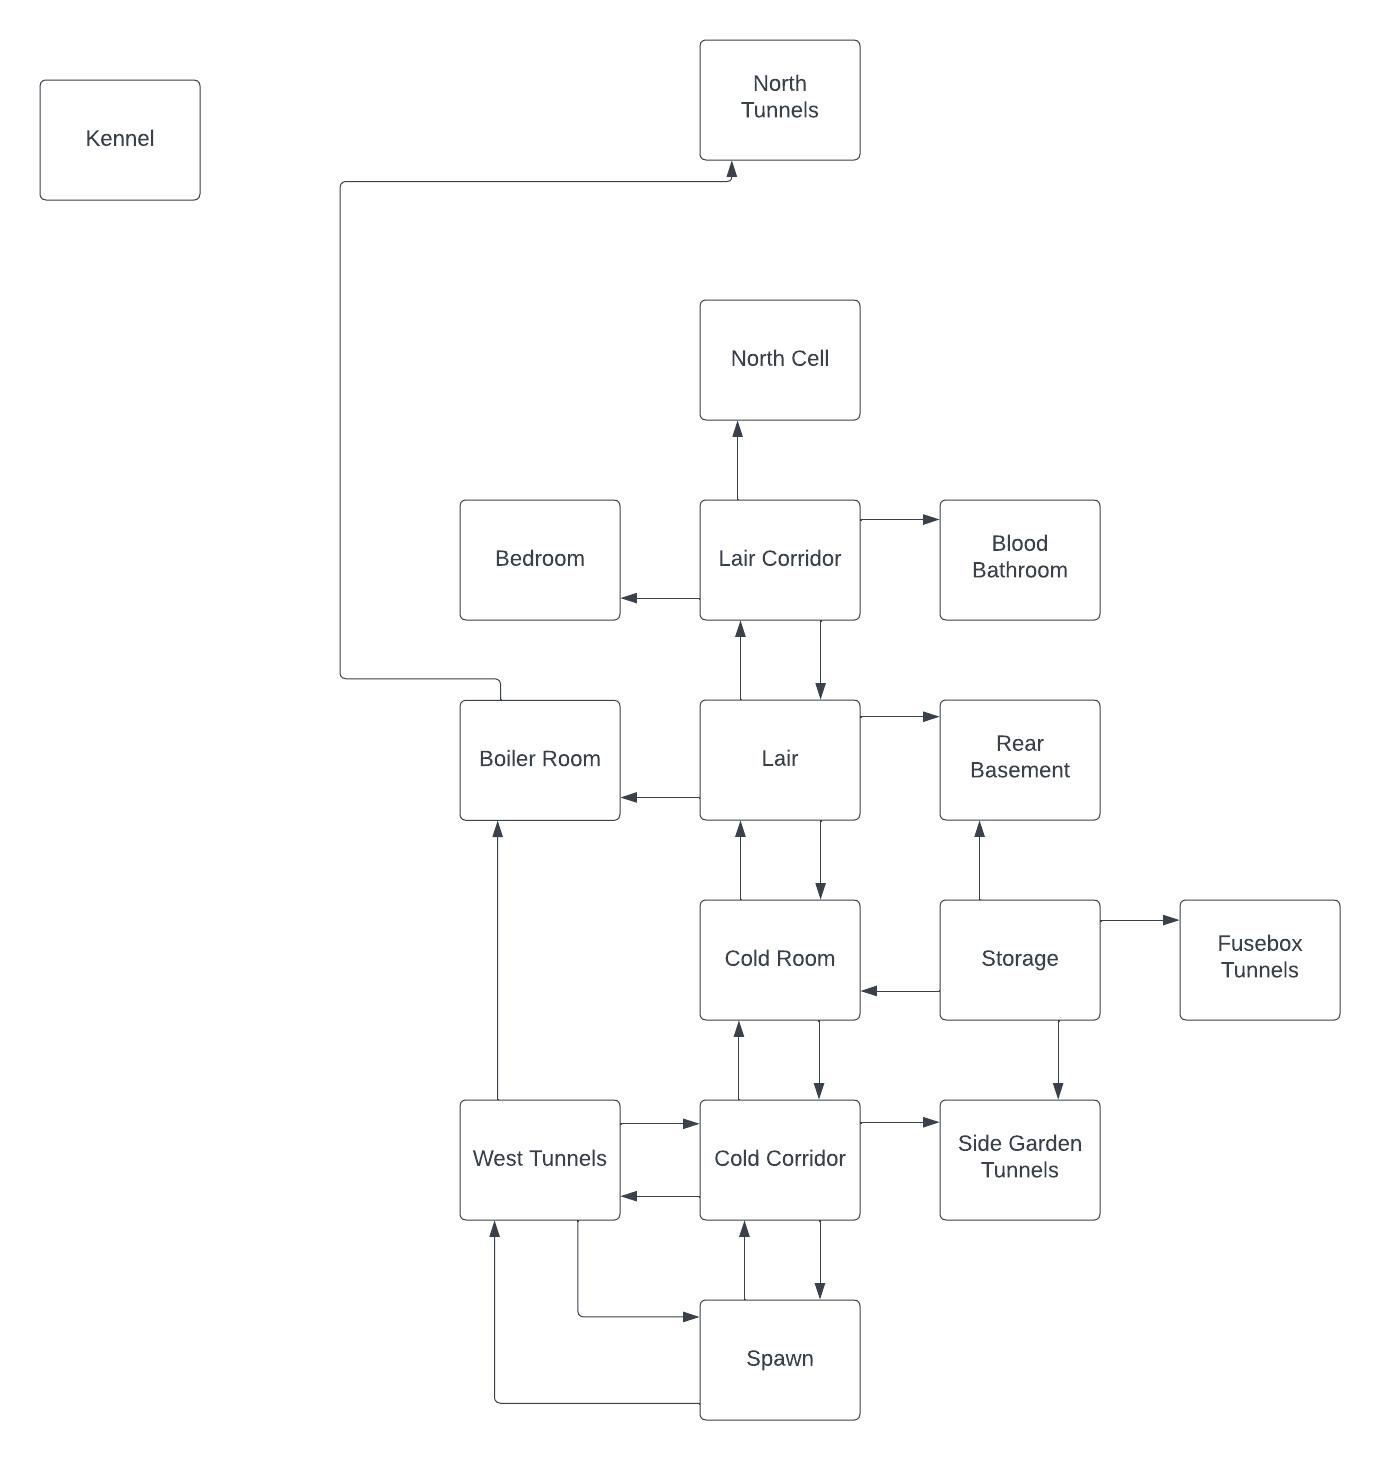 North
Tunnels
Kennel
North Cell
Bedroom
Lair Corridor
Blood
Bathroom
Boiler Room
Lair
Rear
Basement
Cold Room
Storage
Fusebox
Tunnels
West Tunnels
Cold Corridor
Side Garden
Tunnels
Spawn